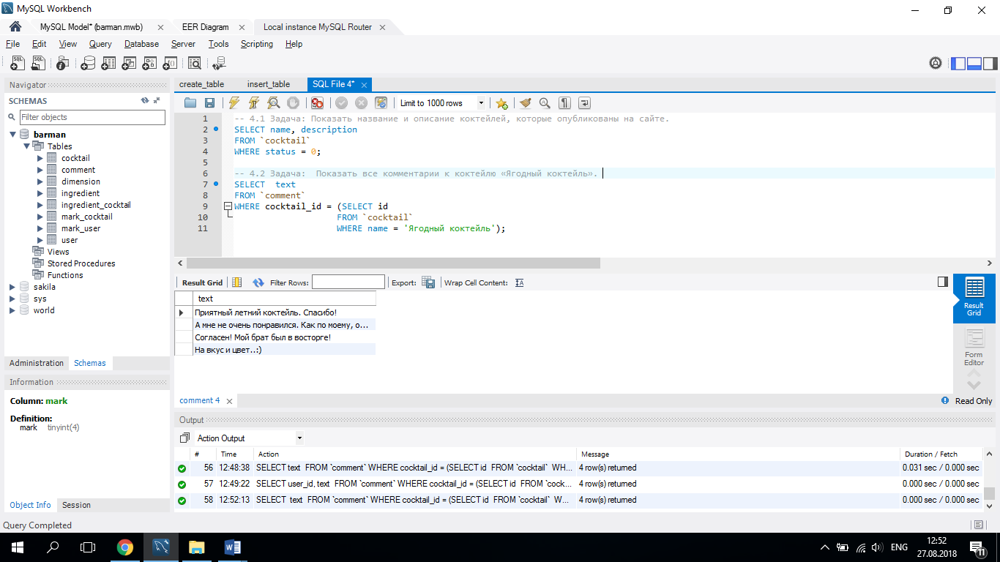 MySQL Workbench
MySQL Model* (barman.mwb) EER Diagram Local instance MySQL Router
File Edit View Query Database Server Tools Scripting Help
Navigator
SCHEMAS
Filter objects
barman
Tables
cocktail
comment
dimension
ingredient
ingredient_cocktail
mark_cocktail
mark_user
user
Views
Stored Procedures
Functions
sakila
sys
world
Administration Schemas
Information
Column: mark
Definition:
mark tinyint(4)
Object Info Session
create_table insert_table SQL File 4*
Limit to 1000 rows
1 -- 4.1 Задача: Показать название и описание коктейлей, которые опубликованы на сайте.
2 SELECT name, description
3 FROM `cocktail`
4 WHERE status = 0;
5
6 -- 4.2 Задача:  Показать все комментарии к коктейлю «Ягодный коктейль».
7 SELECT  text
8 FROM `comment`
9 WHERE cocktail_id = (SELECT id
10 FROM `cocktail`
11 WHERE name = 'Ягодный коктейль');
Result Grid Filter Rows: Export: Wrap Cell Content:
text
Приятный летний коктейль. Спасибо!
А мне не очень понравился. Как по моему, о...
Согласен! Мой брат был в восторге!
На вкус и цвет..:)
Result
Grid
Form
Editor
comment 4
Read Only
Output
Action Output
# Time Action Message Duration / Fetch
56 12:48:38 SELECT text FROM `comment` WHERE cocktail_id = (SELECT id FROM `cocktail` WH... 4 row(s) returned 0.031 sec / 0.000 sec
57 12:49:22 SELECT user_id, text FROM `comment` WHERE cocktail_id = (SELECT id FROM `cock... 4 row(s) returned 0.000 sec / 0.000 sec
58 12:52:13 SELECT text FROM `comment` WHERE cocktail_id = (SELECT id FROM `cocktail` W... 4 row(s) returned 0.000 sec / 0.000 sec
Query Completed
ENG
12:52
27.08.2018
11